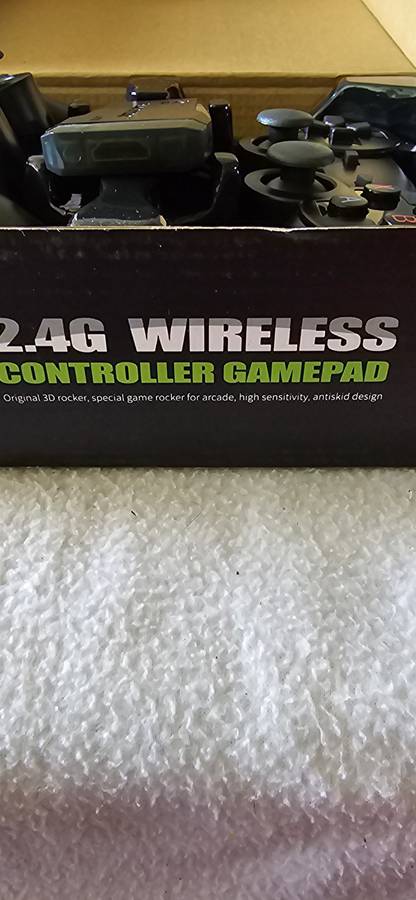 2.4G WIRELESS
CONTROLLER GAMEPAD
Original 3D rocker, special game rocker for arcade, high sensitivity, antiskid design